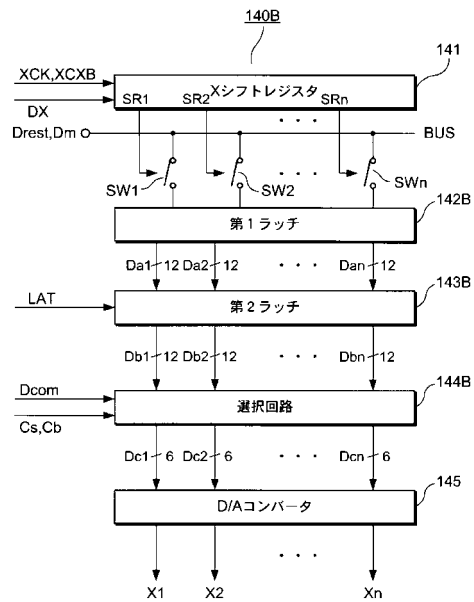 140B
XCK,XCXB
141
Xシフトレジスタ
DX
SR1 SR2 SRn
. . .
Drest,Dm
BUS
SW1 SW2 SWn
142B
第1ラッチ
Da1 12 Da2 12 . . . Dan 12
143B
LAT
第2ラッチ
Db1 12 Db2 12 . . . Dbn 12
144B
Dcom
選択回路
Cs,Cb
Dc1 6 Dc2 6 . . . Dcn 6
145
D/Aコンバータ
. . .
X1 X2 Xn